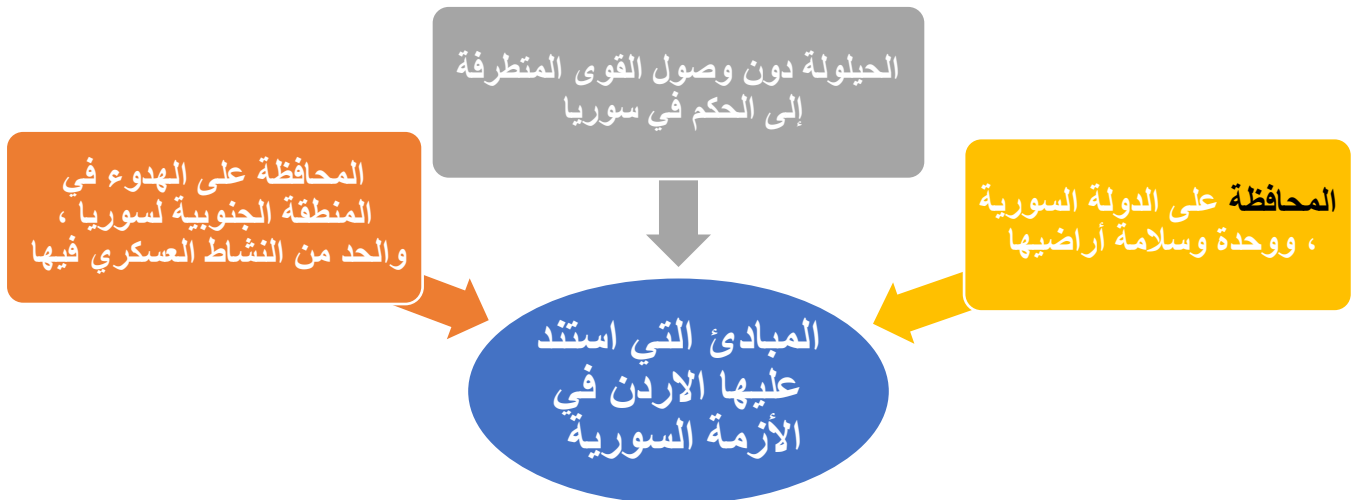 الحيلولة دون وصول القوى المتطرفة
إلى الحكم في سوريا
المحافظة على الدولة السورية
، ووحدة وسلامة أراضيها
المحافظة على الهدوء في
المنطقة الجنوبية لسوريا ،
والحد من النشاط العسكري فيها
المبادئ التي استند
عليها الاردن في
الأزمة السورية